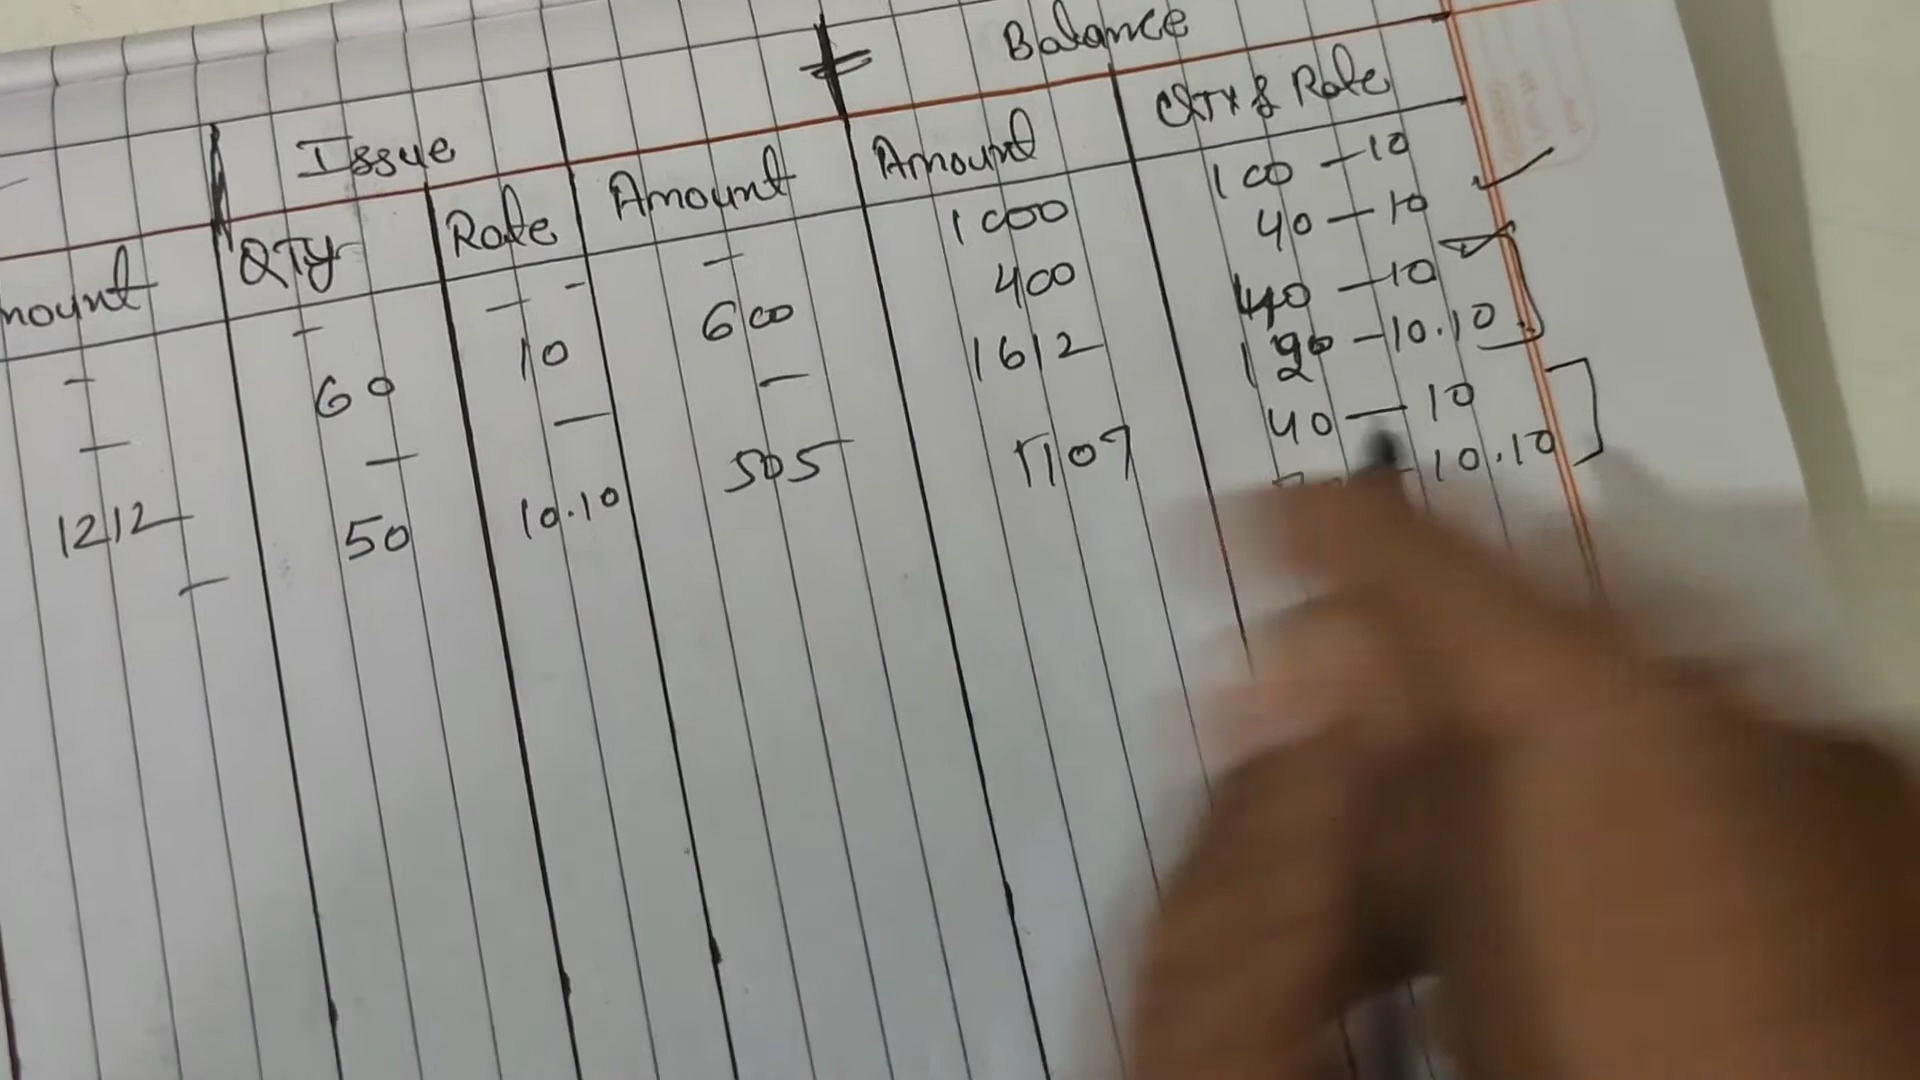 Balance
Issue
Amount QTY & Rate
mount QTY Rate Amount
- - - - - 1000 100 - 10
- 60 10 600 400 40 - 10
1212 - - - 1612 40 - 10
120 - 10.10
- 50 10.10 505 1107 40 - 10
- 10.10